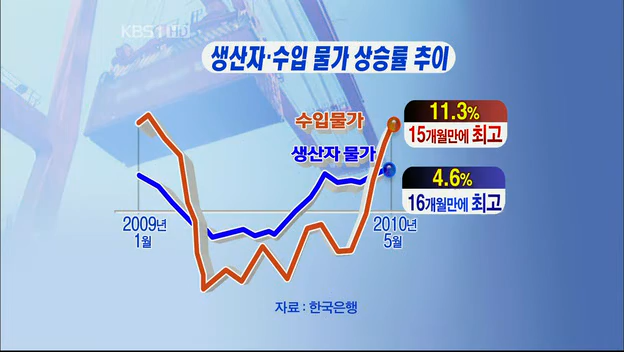 KBS1 HD
생산자·수입 물가 상승률 추이
수입물가
11.3%
15개월만에 최고
생산자 물가
4.6%
16개월만에 최고
2009년
1월
2010년
5월
자료 : 한국은행